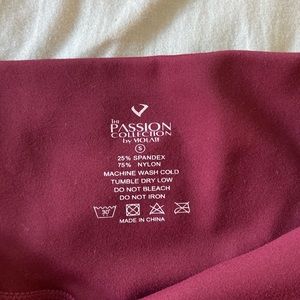 THE
PASSION
COLLECTION
by
S
25% SPANDEX
75% NYLON
MACHINE WASH COLD
TUMBLE DRY LOW
DO NOT BLEACH
DO NOT IRON
30°
MADE IN CHINA